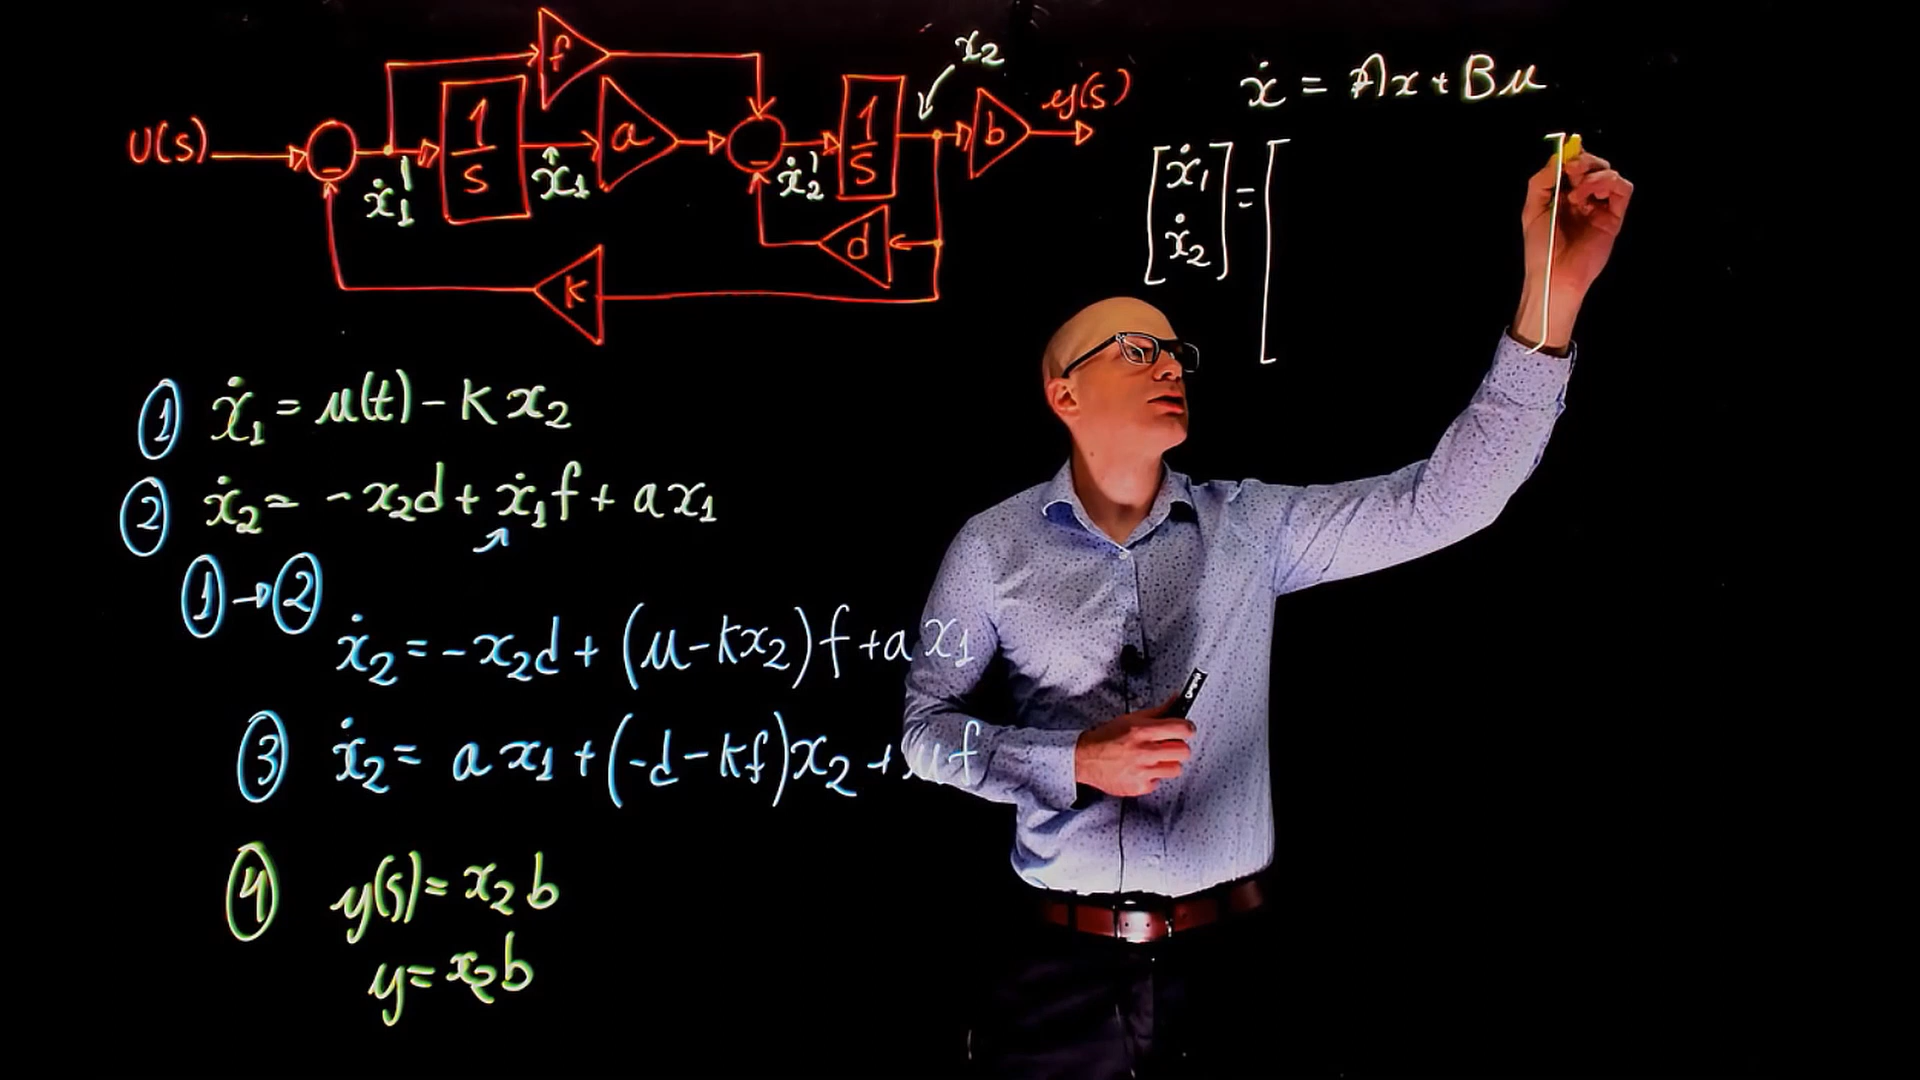 f
x₂
U(s)
1/s
a
1/s
b
y(s)
ẋ₁
x₁
ẋ₂
d
k
ẋ = Ax + Bu
[ẋ₁ ẋ₂] = [ ]
① ẋ₁ = u(t) - k x₂
② ẋ₂ = - x₂d + ẋ₁f + a x₁
① → ②
ẋ₂ = - x₂d + (u - kx₂) f + a x₁
③ ẋ₂ = a x₁ + (-d - kf) x₂ + u f
④ y(s) = x₂ b
y = x₂ b